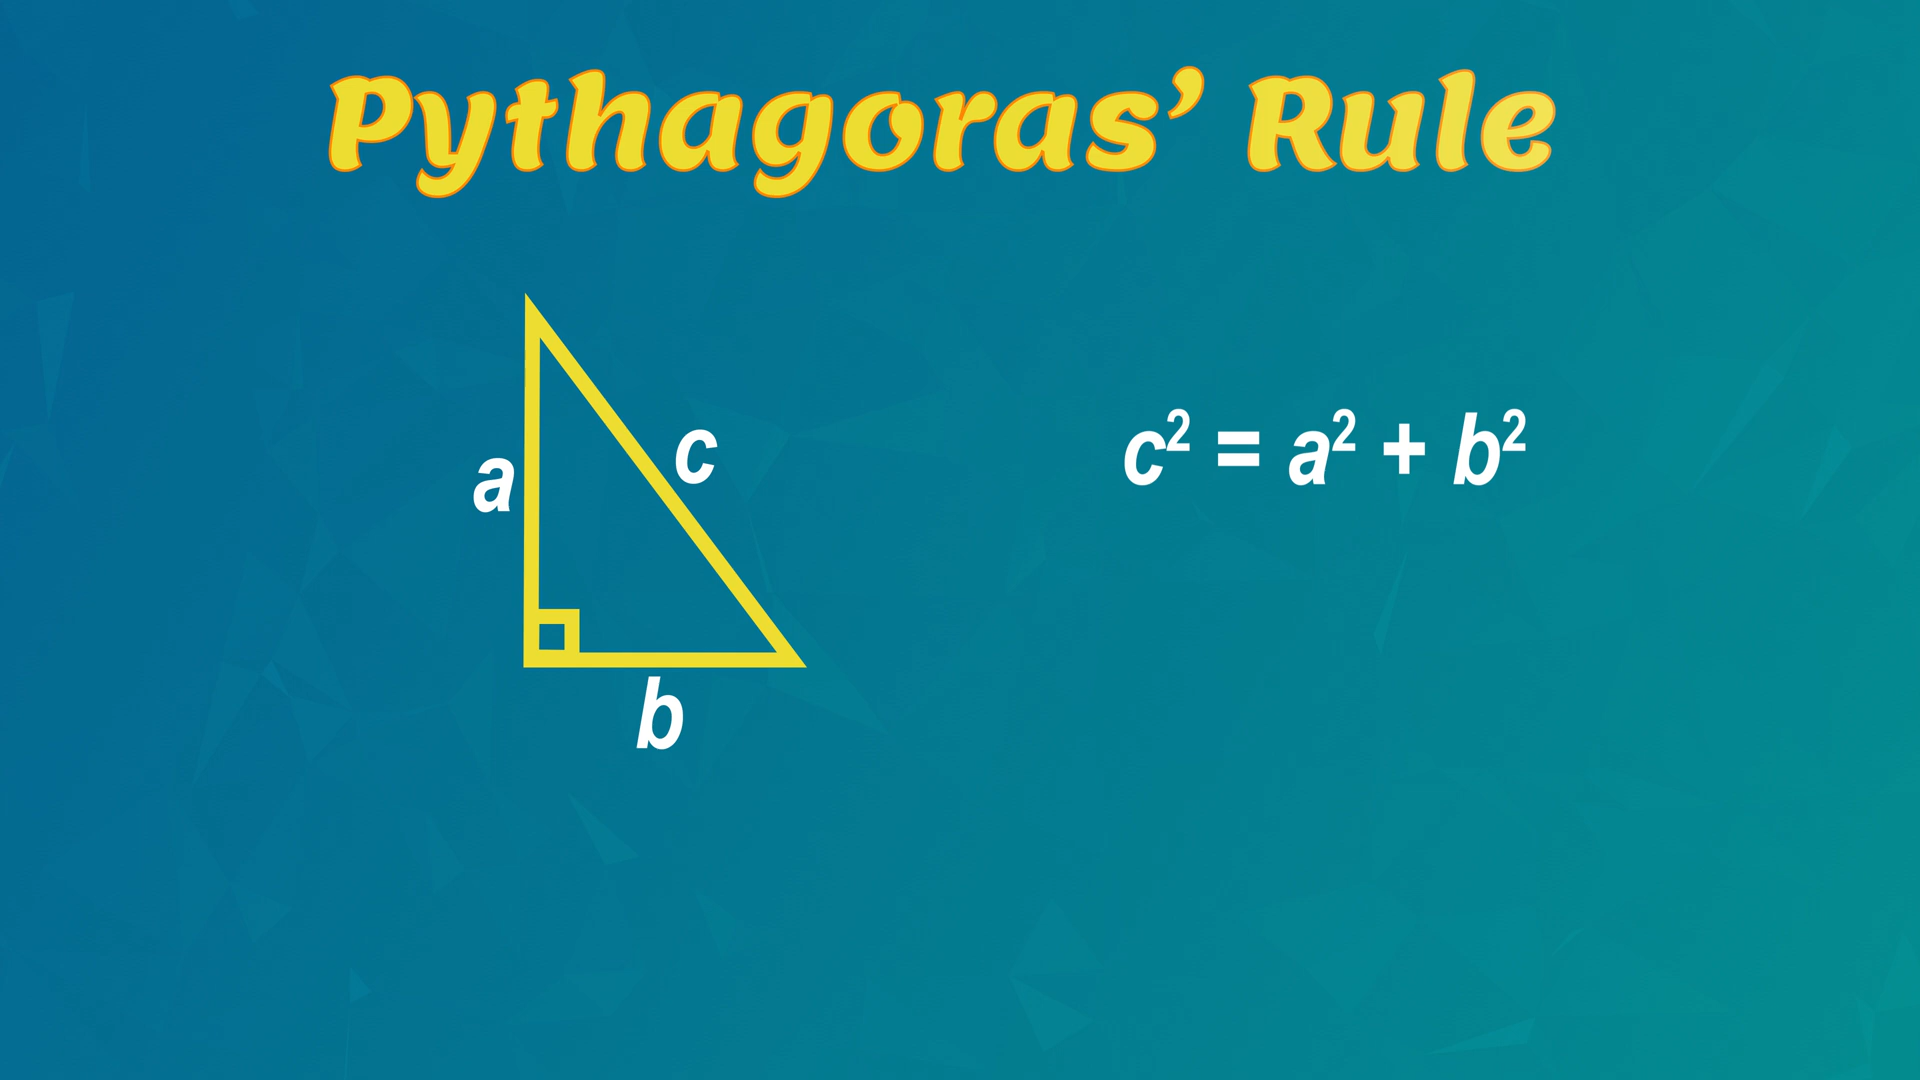 Pythagoras’ Rule
a
c
b
c² = a² + b²